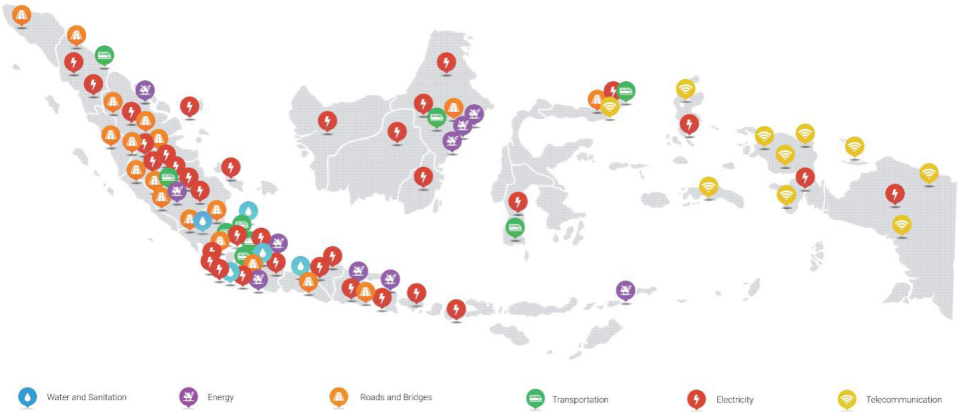 Water and Sanitation
Energy
Roads and Bridges
Transportation
Electricity
Telecommunication